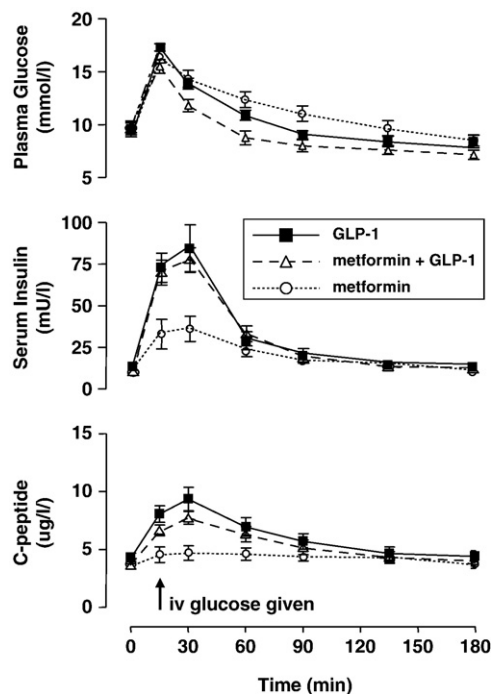 20
15
10
5
Plasma Glucose
(mmol/l)
100
75
50
25
0
Serum Insulin
(mU/l)
GLP-1
metformin + GLP-1
metformin
15
10
5
0
C-peptide
(ug/l/)
iv glucose given
0 30 60 90 120 150 180
Time (min)